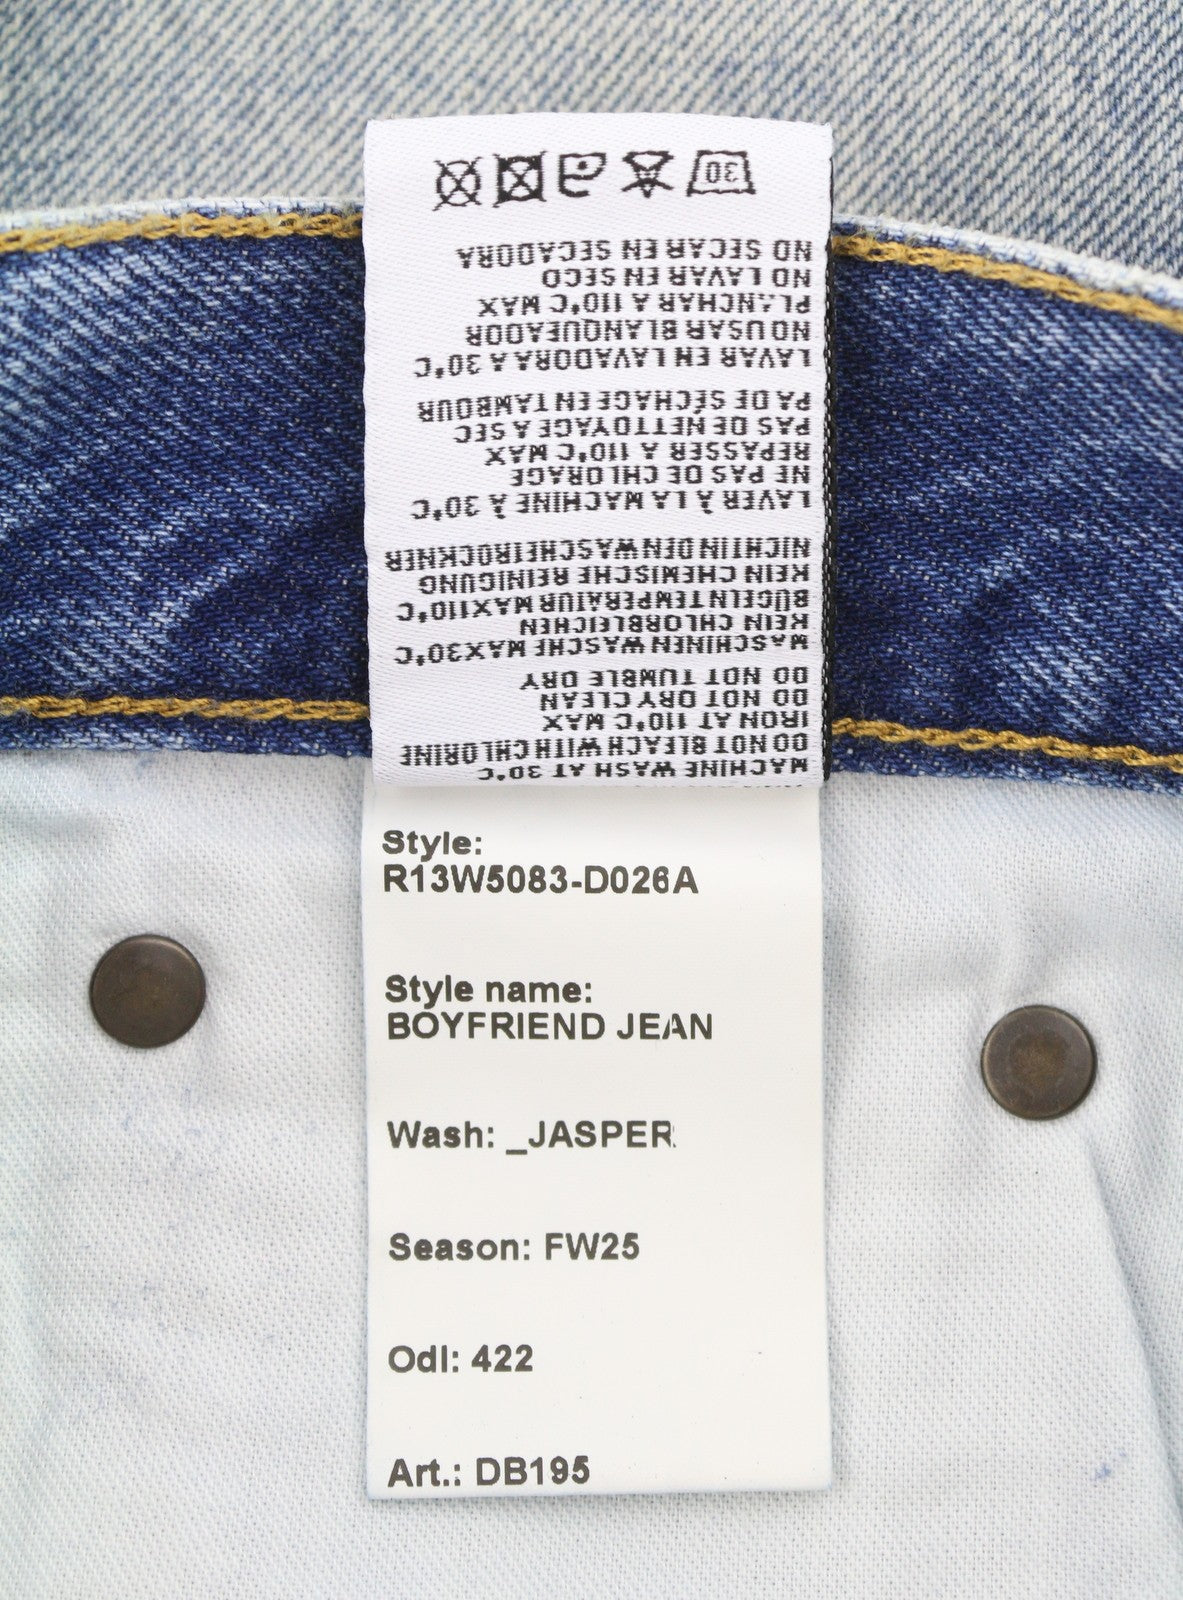 MACHINE WASH AT 30°C
DO NOT BLEACH WITH CHLORINE
IRON AT 110°C MAX
DO NOT DRY CLEAN
DO NOT TUMBLE DRY
MASCHINEN WASCHE MAX30°C
KEIN CHLORBLEICHEN
BÜGELN TEMPERATUR MAX110°C
KEIN CHEMISCHE REINIGUNG
NICHT IN DEN WASCHETROCKNER
LAVER À LA MACHINE À 30°C
NE PAS DE CHLORAGE
REPASSER A 110°C MAX
PAS DE NETTOYAGE A SEC
PA DE SÉCHAGE EN TAMBOUR
LAVAR EN LAVADORA A 30°C
NO USAR BLANQUEADOR
PLANCHAR A 110°C MAX
NO LAVAR EN SECO
NO SECAR EN SECADORA
30
Style:
R13W5083-D026A
Style name:
BOYFRIEND JEAN
Wash: _JASPER
Season: FW25
Odl: 422
Art.: DB195